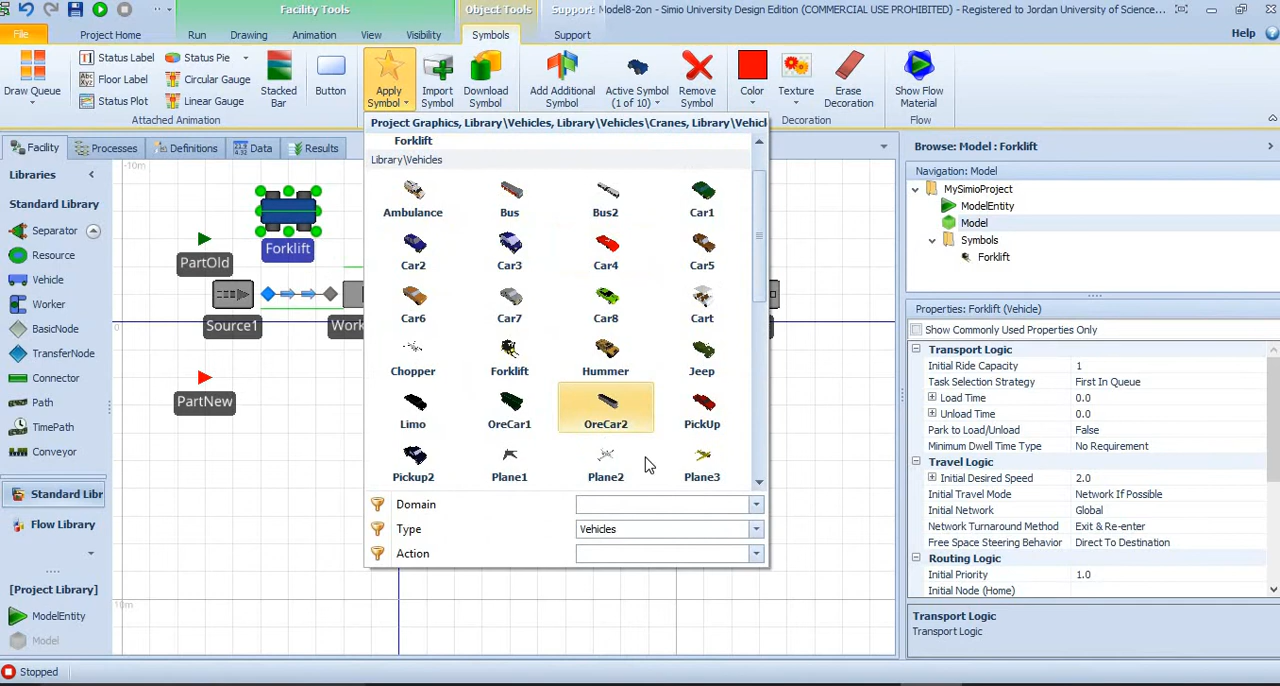 Facility Tools
Object Tools
Support
Model8-2on - Simio University Design Edition (COMMERCIAL USE PROHIBITED) - Registered to Jordan University of Science...
File
Project Home
Run
Drawing
Animation
View
Visibility
Symbols
Support
Help
Draw Queue
Status Label
Floor Label
Status Plot
Status Pie
Circular Gauge
Linear Gauge
Stacked Bar
Button
Apply Symbol
Import Symbol
Download Symbol
Add Additional Symbol
Active Symbol (1 of 10)
Remove Symbol
Color
Texture
Erase Decoration
Show Flow Material
Attached Animation
Decoration
Flow
Project Graphics, Library\Vehicles, Library\Vehicles\Cranes, Library\Vehicl
Forklift
Library\Vehicles
Ambulance
Bus
Bus2
Car1
Car2
Car3
Car4
Car5
Car6
Car7
Car8
Cart
Chopper
Forklift
Hummer
Jeep
Limo
OreCar1
OreCar2
PickUp
Pickup2
Plane1
Plane2
Plane3
Domain
Type
Vehicles
Action
Facility
Processes
Definitions
Data
Results
Libraries
Standard Library
Separator
Resource
Vehicle
Worker
BasicNode
TransferNode
Connector
Path
TimePath
Conveyor
Standard Libr
Flow Library
[Project Library]
ModelEntity
Model
-10m
0
10m
Forklift
PartOld
Source1
Work
PartNew
Browse: Model : Forklift
Navigation: Model
MySimioProject
ModelEntity
Model
Symbols
Forklift
Properties: Forklift (Vehicle)
Show Commonly Used Properties Only
Transport Logic
Initial Ride Capacity 1
Task Selection Strategy First In Queue
Load Time 0.0
Unload Time 0.0
Park to Load/Unload False
Minimum Dwell Time Type No Requirement
Travel Logic
Initial Desired Speed 2.0
Initial Travel Mode Network If Possible
Initial Network Global
Network Turnaround Method Exit & Re-enter
Free Space Steering Behavior Direct To Destination
Routing Logic
Initial Priority 1.0
Initial Node (Home)
Transport Logic
Transport Logic
Stopped